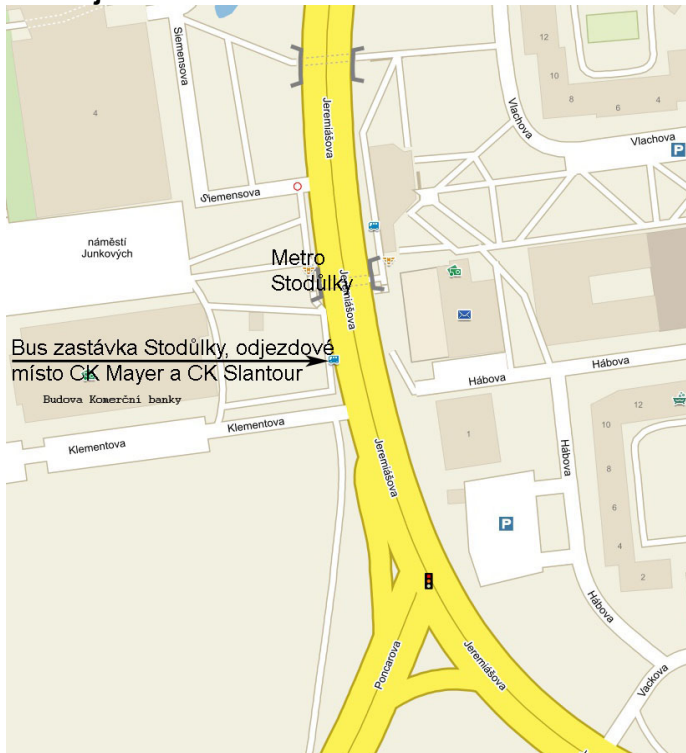 Siemensova
4
Jeremiášova
Vlachova
12
10
8
6
4
Vlachova
P
Siemensova
náměstí
Junkových
Metro
Stodůlky
Jeremiášova
Bus zastávka Stodůlky, odjezdové
místo CK Mayer a CK Slantour
Budova Komerční banky
Hábova
Hábova
Klementova
Klementova
Jeremiášova
1
Hábova
12
10
8
6
4
2
P
Hábova
Poncarova
Jeremiášova
Vackova